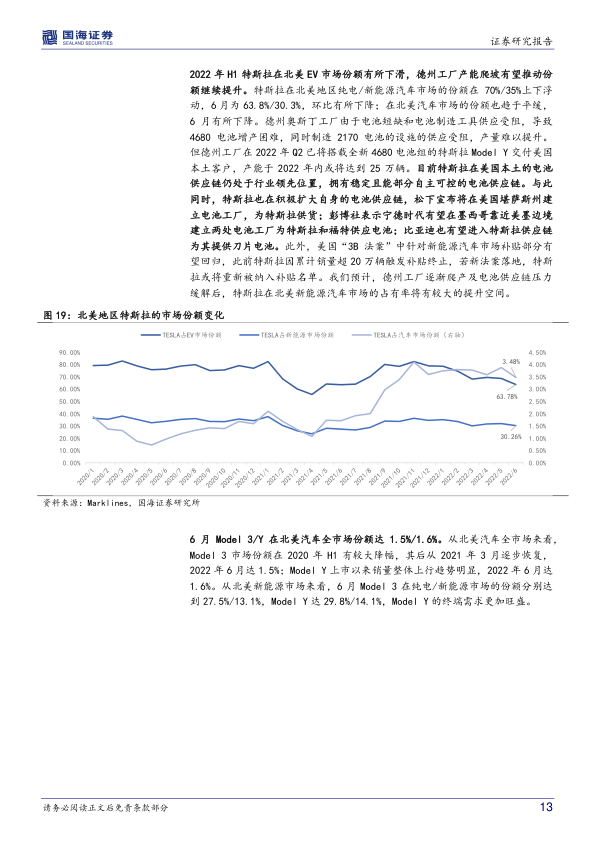 国海证券
SEALAND SECURITIES
证券研究报告
2022 年 H1 特斯拉在北美 EV 市场份额有所下滑，德州工厂产能爬坡有望推动份
额继续提升。特斯拉在北美地区纯电/新能源汽车市场的份额在 70%/35%上下浮
动，6 月为 63.8%/30.3%，环比有所下降；在北美汽车市场的份额也趋于平缓，
6 月有所下降。德州奥斯丁工厂由于电池短缺和电池制造工具供应受阻，导致
4680 电池增产困难，同时制造 2170 电池的设施的供应受阻，产量难以提升。
但德州工厂在 2022 年 Q2 已将搭载全新 4680 电池组的特斯拉 Model Y 交付美国
本土客户，产能于 2022 年内或将达到 25 万辆。目前特斯拉在美国本土的电池
供应链仍处于行业领先位置，拥有稳定且能部分自主可控的电池供应链。与此
同时，特斯拉也在积极扩大自身的电池供应链，松下宣布将在美国堪萨斯州建
立电池工厂，为特斯拉供货；彭博社表示宁德时代有望在墨西哥靠近美墨边境
建立两处电池工厂为特斯拉和福特供应电池；比亚迪也有望进入特斯拉供应链
为其提供刀片电池。此外，美国“3B 法案”中针对新能源汽车市场补贴部分有
望回归，此前特斯拉因累计销量超 20 万辆触发补贴终止，若新法案落地，特斯
拉或将重新被纳入补贴名单。我们预计，德州工厂逐渐爬产及电池供应链压力
缓解后，特斯拉在北美新能源汽车市场的占有率将有较大的提升空间。
图 19：北美地区特斯拉的市场份额变化
TESLA占EV市场份额 TESLA占新能源市场份额 TESLA占汽车市场份额（右轴）
90.00% 4.50%
80.00% 4.00%
70.00% 3.50%
60.00% 3.00%
50.00% 2.50%
40.00% 2.00%
30.00% 1.50%
20.00% 1.00%
10.00% 0.50%
0.00% 0.00%
3.48%
63.78%
30.26%
2020/1 2020/2 2020/3 2020/4 2020/5 2020/6 2020/7 2020/8 2020/9 2020/10 2020/11 2020/12 2021/1 2021/2 2021/3 2021/4 2021/5 2021/6 2021/7 2021/8 2021/9 2021/10 2021/11 2021/12 2022/1 2022/2 2022/3 2022/4 2022/5 2022/6
资料来源：Marklines，国海证券研究所
6 月 Model 3/Y 在北美汽车全市场份额达 1.5%/1.6%。从北美汽车全市场来看，
Model 3 市场份额在 2020 年 H1 有较大降幅，其后从 2021 年 3 月逐步恢复，
2022 年 6 月达 1.5%；Model Y 上市以来销量整体上行趋势明显，2022 年 6 月达
1.6%。从北美新能源市场来看，6 月 Model 3 在纯电/新能源市场的份额分别达
到 27.5%/13.1%，Model Y 达 29.8%/14.1%，Model Y 的终端需求更加旺盛。
请务必阅读正文后免责条款部分
13